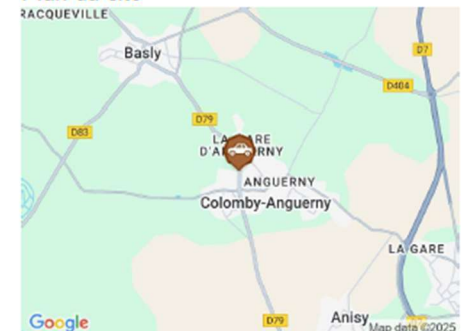 RACQUEVILLE
Basly
D7
D404
D83
D79
LA GARE
D'ANGUERNY
ANGUERNY
Colomby-Anguerny
LA GARE
D79
Anisy
Google
Map data ©2025